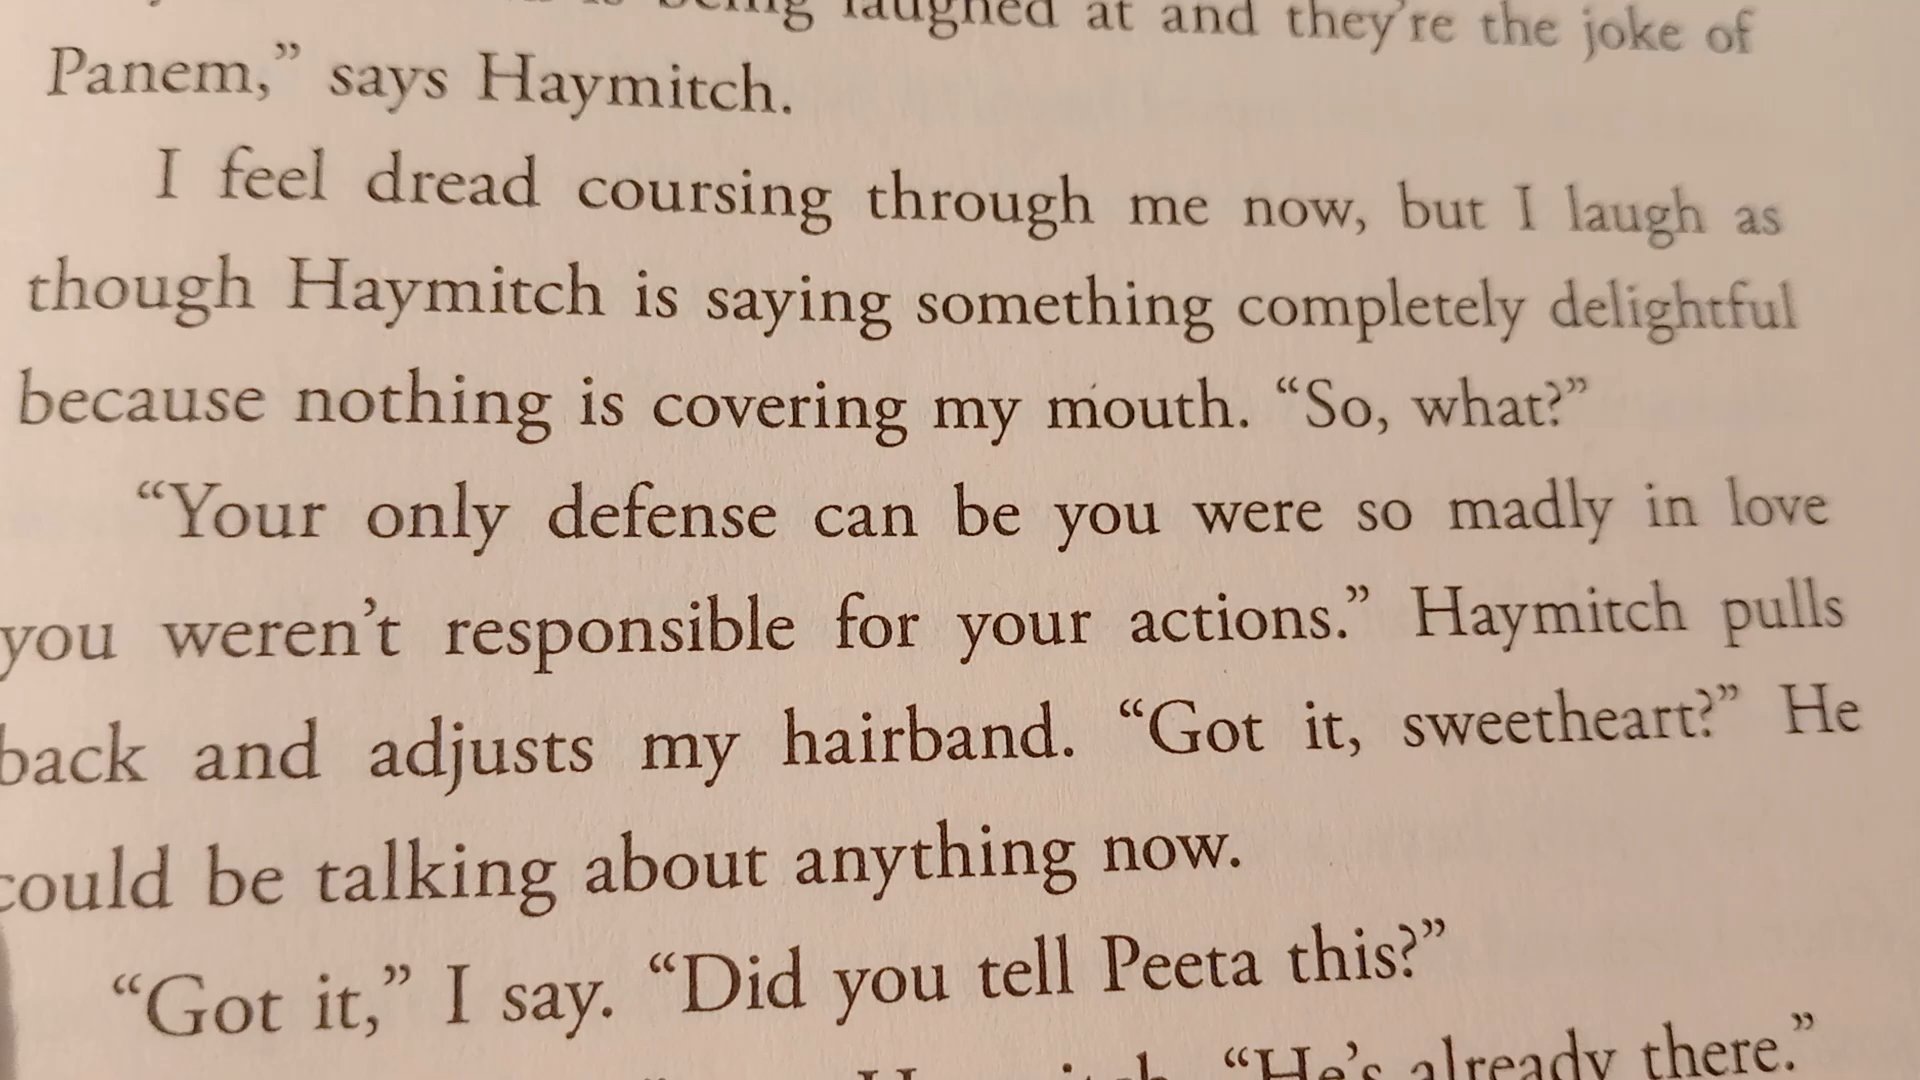 being laughed at and they're the joke of
Panem,” says Haymitch.
I feel dread coursing through me now, but I laugh as
though Haymitch is saying something completely delightful
because nothing is covering my mouth. “So, what?”
“Your only defense can be you were so madly in love
you weren't responsible for your actions.” Haymitch pulls
back and adjusts my hairband. “Got it, sweetheart?” He
could be talking about anything now.
“Got it,” I say. “Did you tell Peeta this?”
“He's already there.”